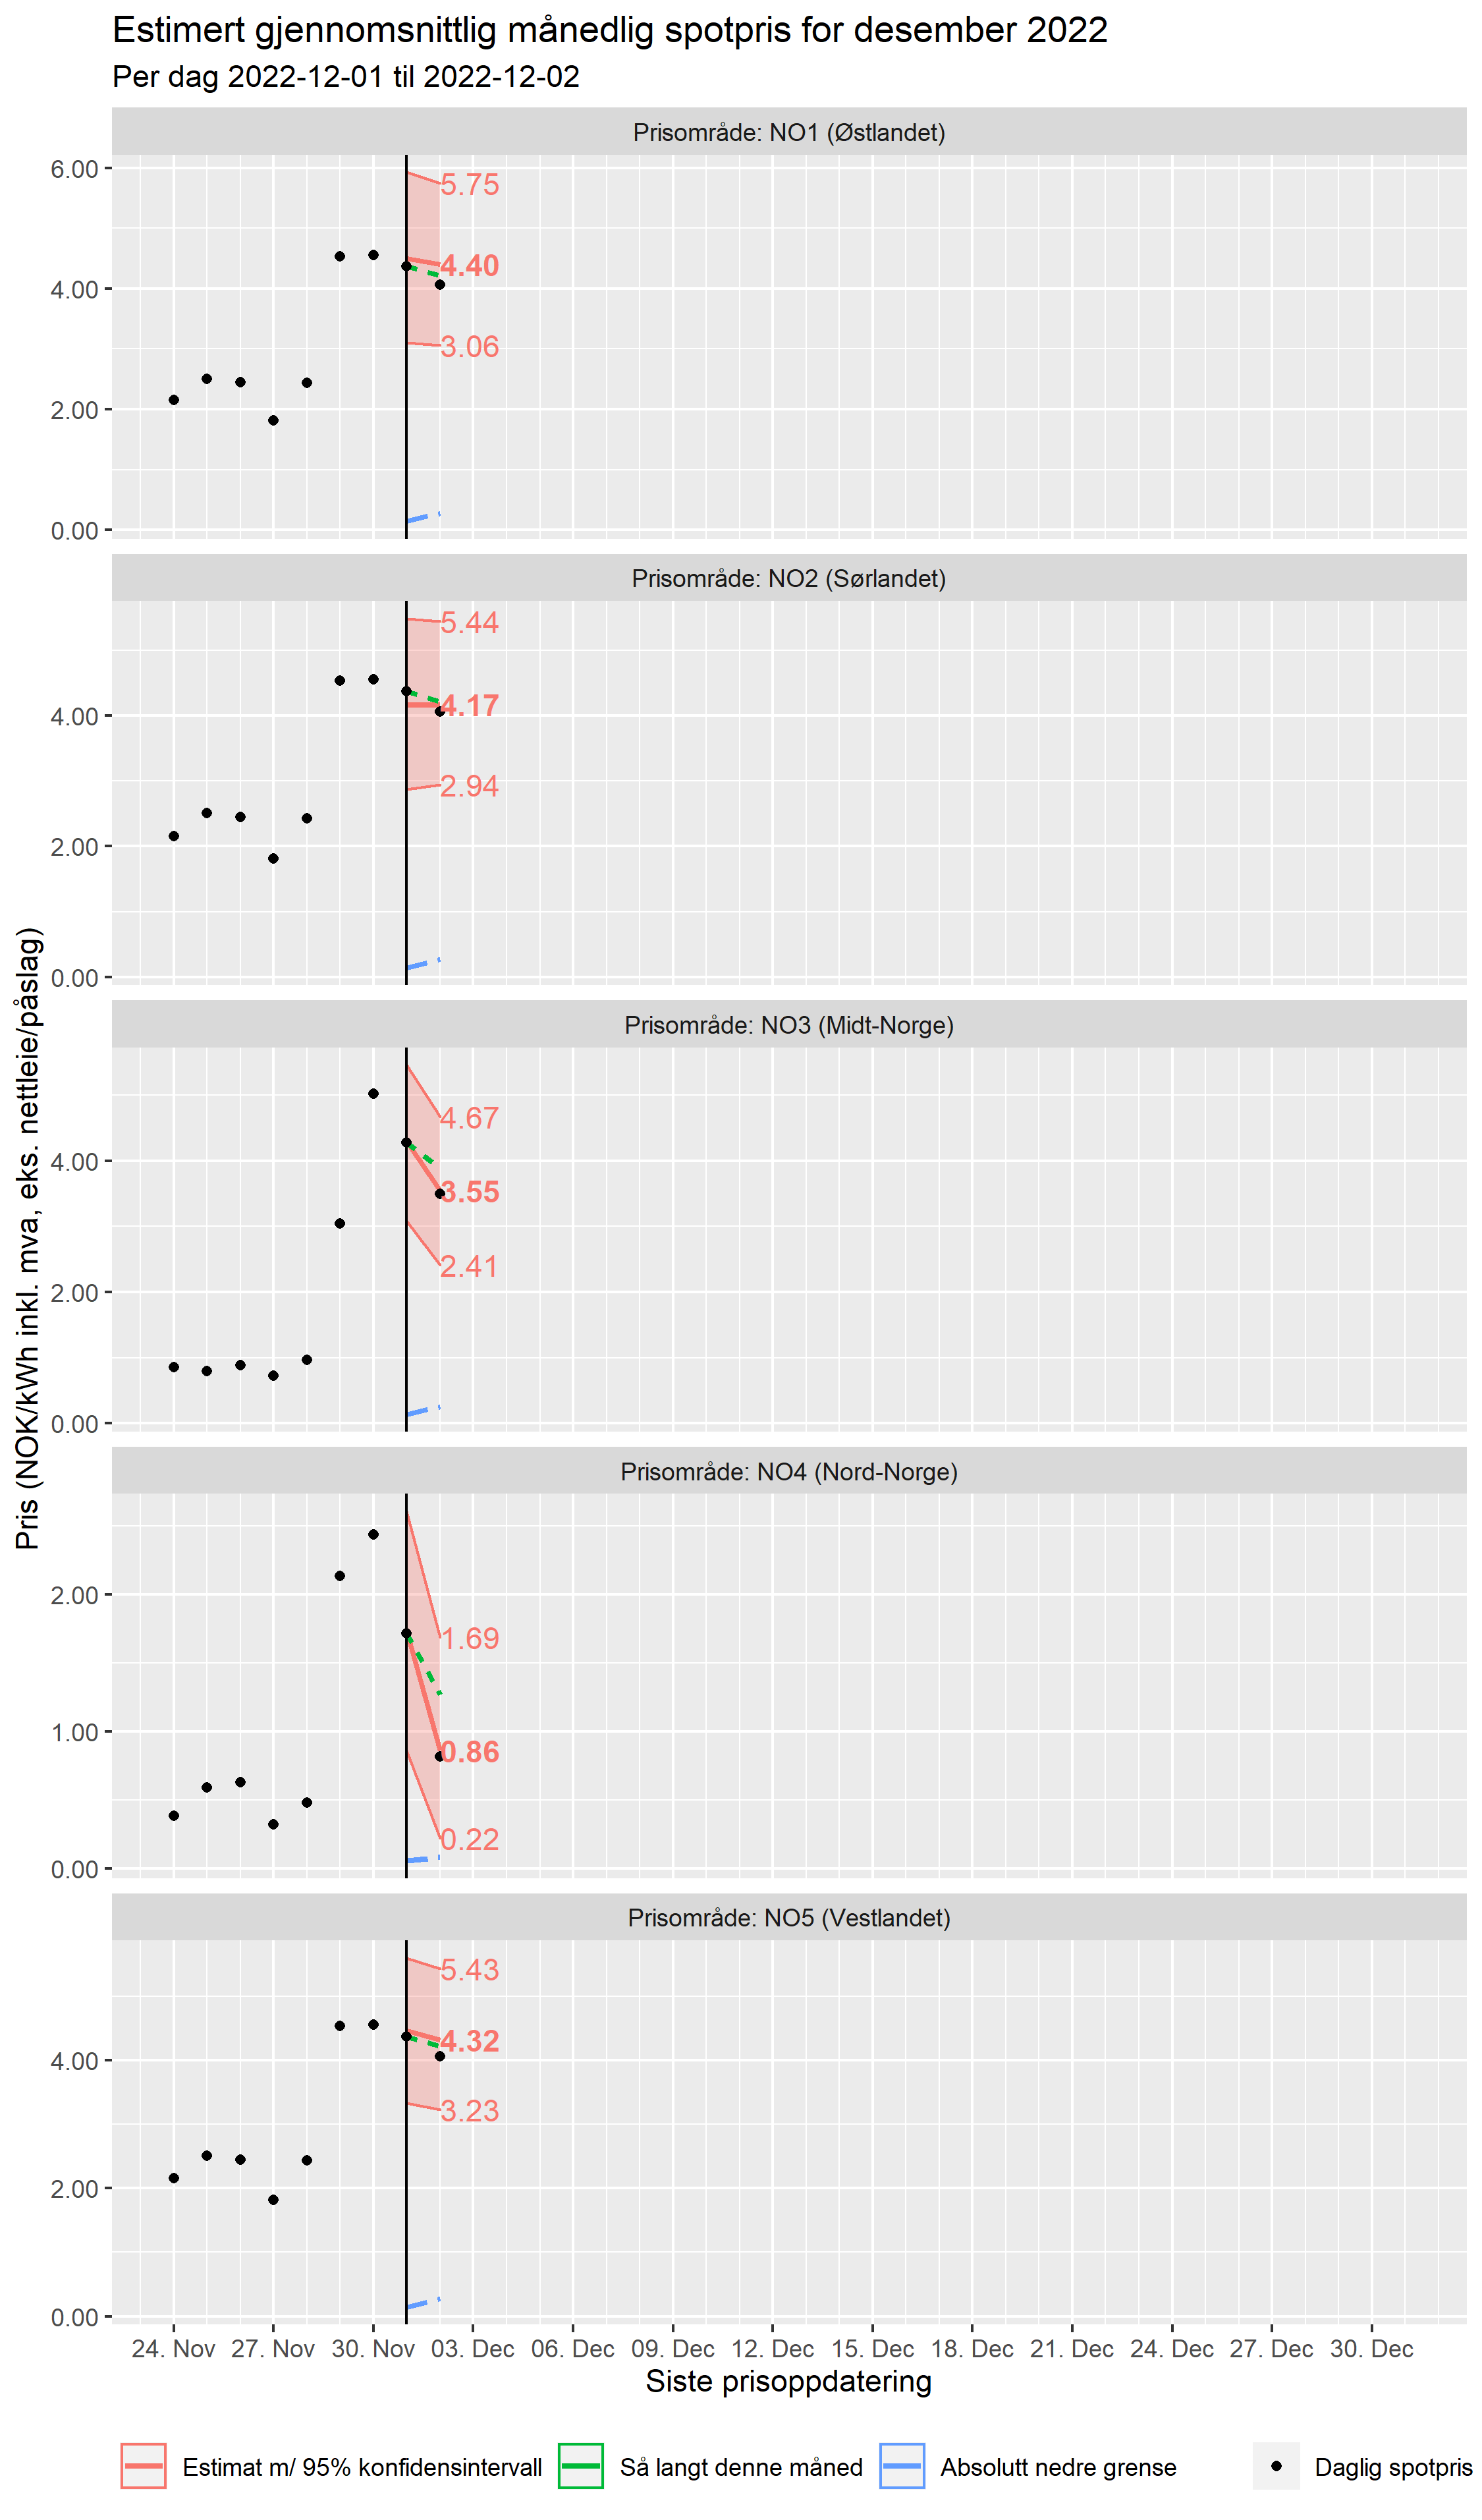 Estimert gjennomsnittlig månedlig spotpris for desember 2022
Per dag 2022-12-01 til 2022-12-02
Pris (NOK/kWh inkl. mva, eks. nettleie/påslag)
Prisområde: NO1 (Østlandet)
6.00
4.00
2.00
0.00
5.75
4.40
3.06
Prisområde: NO2 (Sørlandet)
4.00
2.00
0.00
5.44
4.17
2.94
Prisområde: NO3 (Midt-Norge)
4.00
2.00
0.00
4.67
3.55
2.41
Prisområde: NO4 (Nord-Norge)
2.00
1.00
0.00
1.69
0.86
0.22
Prisområde: NO5 (Vestlandet)
4.00
2.00
0.00
5.43
4.32
3.23
24. Nov 27. Nov 30. Nov 03. Dec 06. Dec 09. Dec 12. Dec 15. Dec 18. Dec 21. Dec 24. Dec 27. Dec 30. Dec
Siste prisoppdatering
Estimat m/ 95% konfidensintervall Så langt denne måned Absolutt nedre grense Daglig spotpris